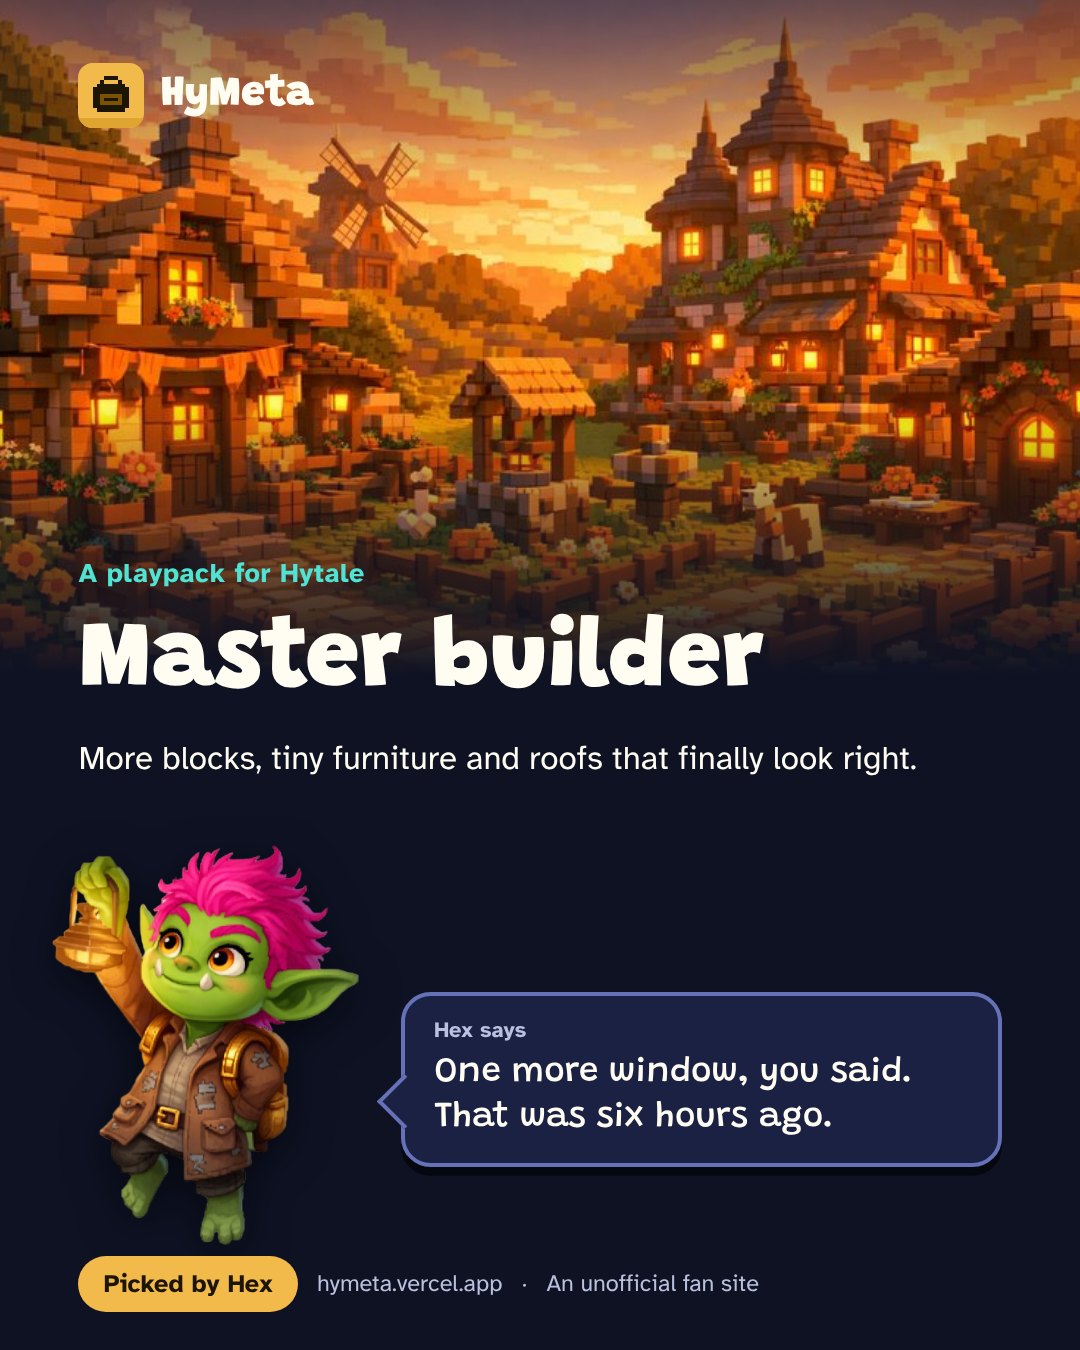 HyMeta
A playpack for Hytale
Master builder
More blocks, tiny furniture and roofs that finally look right.
Hex says
One more window, you said.
That was six hours ago.
Picked by Hex
hymeta.vercel.app · An unofficial fan site